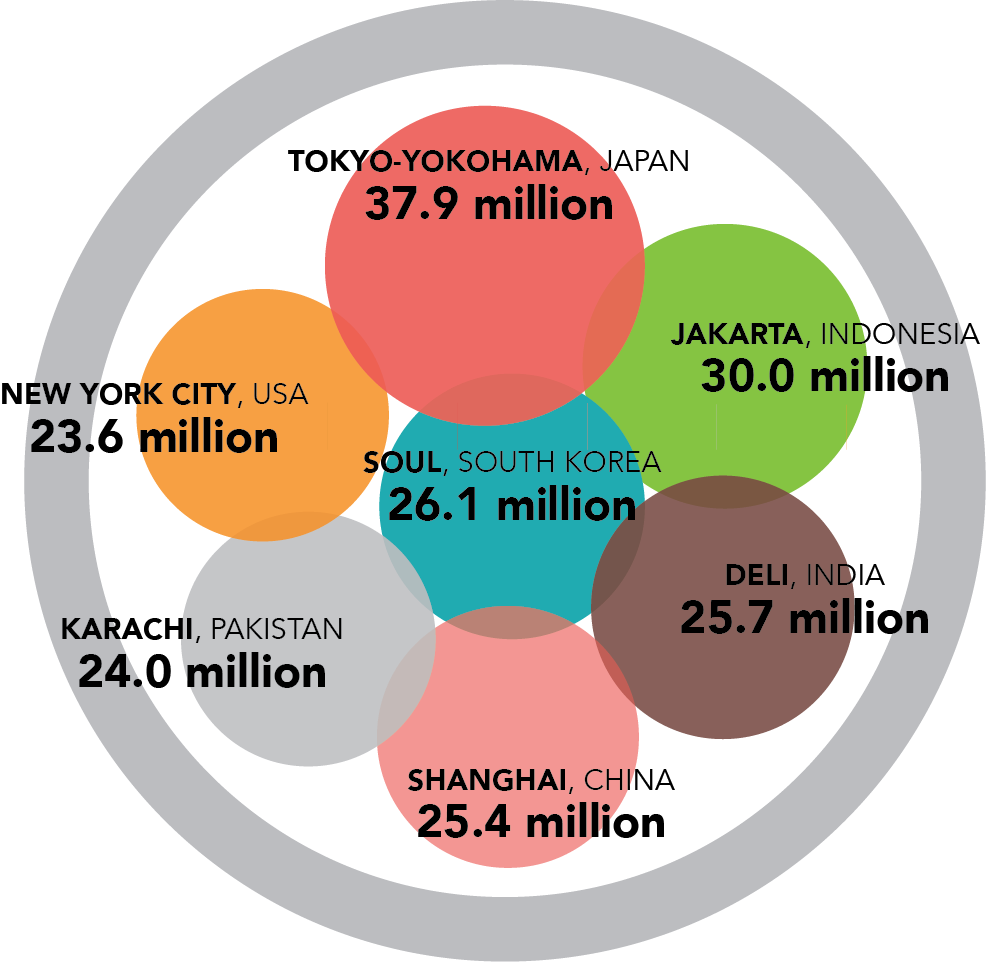 TOKYO-YOKOHAMA, JAPAN
37.9 million
JAKARTA, INDONESIA
30.0 million
NEW YORK CITY, USA
23.6 million
SOUL, SOUTH KOREA
26.1 million
DELI, INDIA
25.7 million
KARACHI, PAKISTAN
24.0 million
SHANGHAI, CHINA
25.4 million